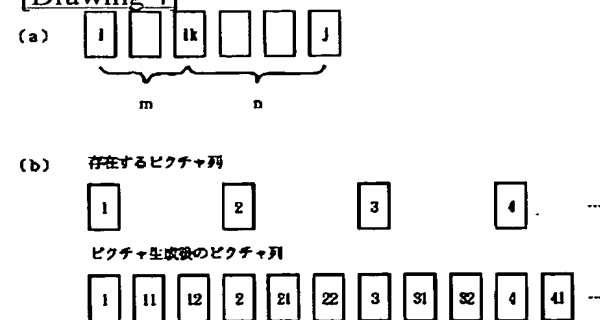 [Drawing 4]
(a) i ik j
m n
(b) 存在するピクチャ列
1 2 3 4 ...
ピクチャ生成後のピクチャ列
1 11 12 2 21 22 3 31 32 4 41 ...